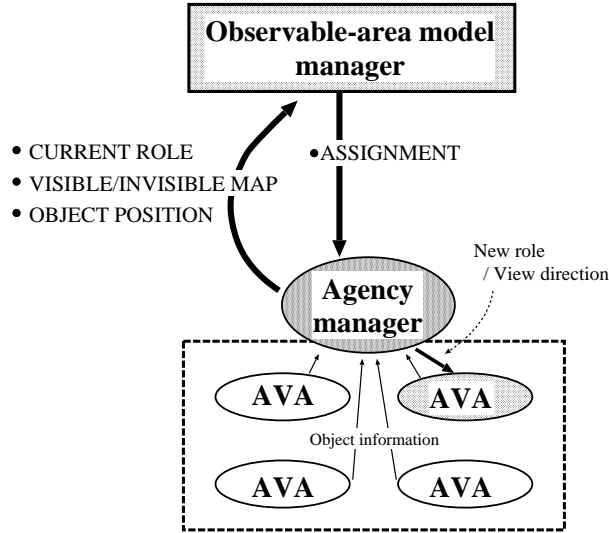 Observable-area model
manager
• CURRENT ROLE
• VISIBLE/INVISIBLE MAP
• OBJECT POSITION
•ASSIGNMENT
New role
/ View direction
Agency
manager
AVA
AVA
Object information
AVA
AVA